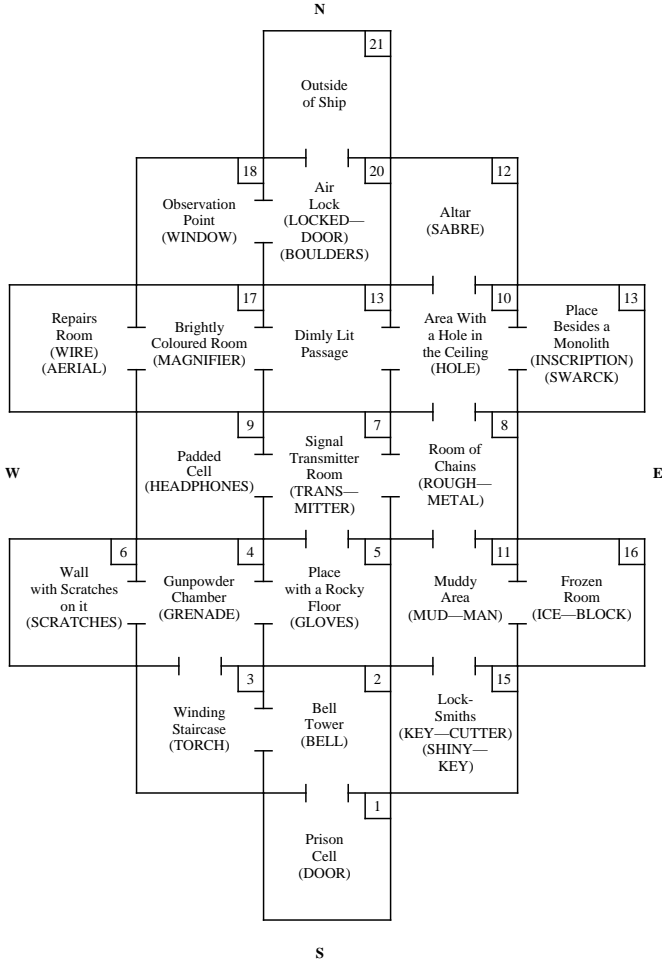 N
21
Outside
of Ship
18
Observation
Point
(WINDOW)
20
Air
Lock
(LOCKED—
DOOR)
(BOULDERS)
12
Altar
(SABRE)
Repairs
Room
(WIRE)
(AERIAL)
17
Brightly
Coloured Room
(MAGNIFIER)
13
Dimly Lit
Passage
10
Area With
a Hole in
the Ceiling
(HOLE)
13
Place
Besides a
Monolith
(INSCRIPTION)
(SWARCK)
W
9
Padded
Cell
(HEADPHONES)
7
Signal
Transmitter
Room
(TRANS—
MITTER)
8
Room of
Chains
(ROUGH—
METAL)
E
6
Wall
with Scratches
on it
(SCRATCHES)
4
Gunpowder
Chamber
(GRENADE)
5
Place
with a Rocky
Floor
(GLOVES)
11
Muddy
Area
(MUD—MAN)
16
Frozen
Room
(ICE—BLOCK)
3
Winding
Staircase
(TORCH)
2
Bell
Tower
(BELL)
15
Lock-
Smiths
(KEY—CUTTER)
(SHINY—
KEY)
1
Prison
Cell
(DOOR)
S